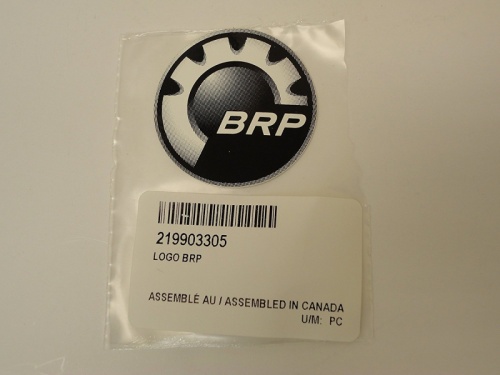 BRP
219903305
LOGO BRP
ASSEMBLÉ AU / ASSEMBLED IN CANADA
U/M: PC